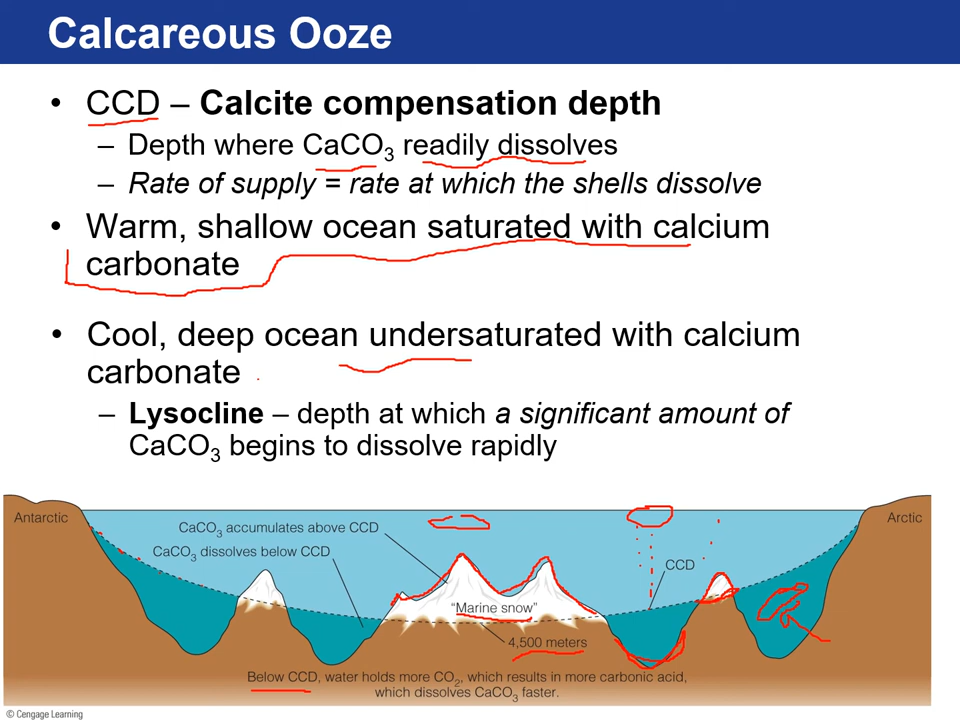 Calcareous Ooze
• CCD – Calcite compensation depth
– Depth where CaCO₃ readily dissolves
– Rate of supply = rate at which the shells dissolve
• Warm, shallow ocean saturated with calcium
carbonate
• Cool, deep ocean undersaturated with calcium
carbonate
– Lysocline – depth at which a significant amount of
CaCO₃ begins to dissolve rapidly
Antarctic
Arctic
CaCO₃ accumulates above CCD
CaCO₃ dissolves below CCD
CCD
"Marine snow"
4,500 meters
Below CCD, water holds more CO₂, which results in more carbonic acid,
which dissolves CaCO₃ faster.
© Cengage Learning